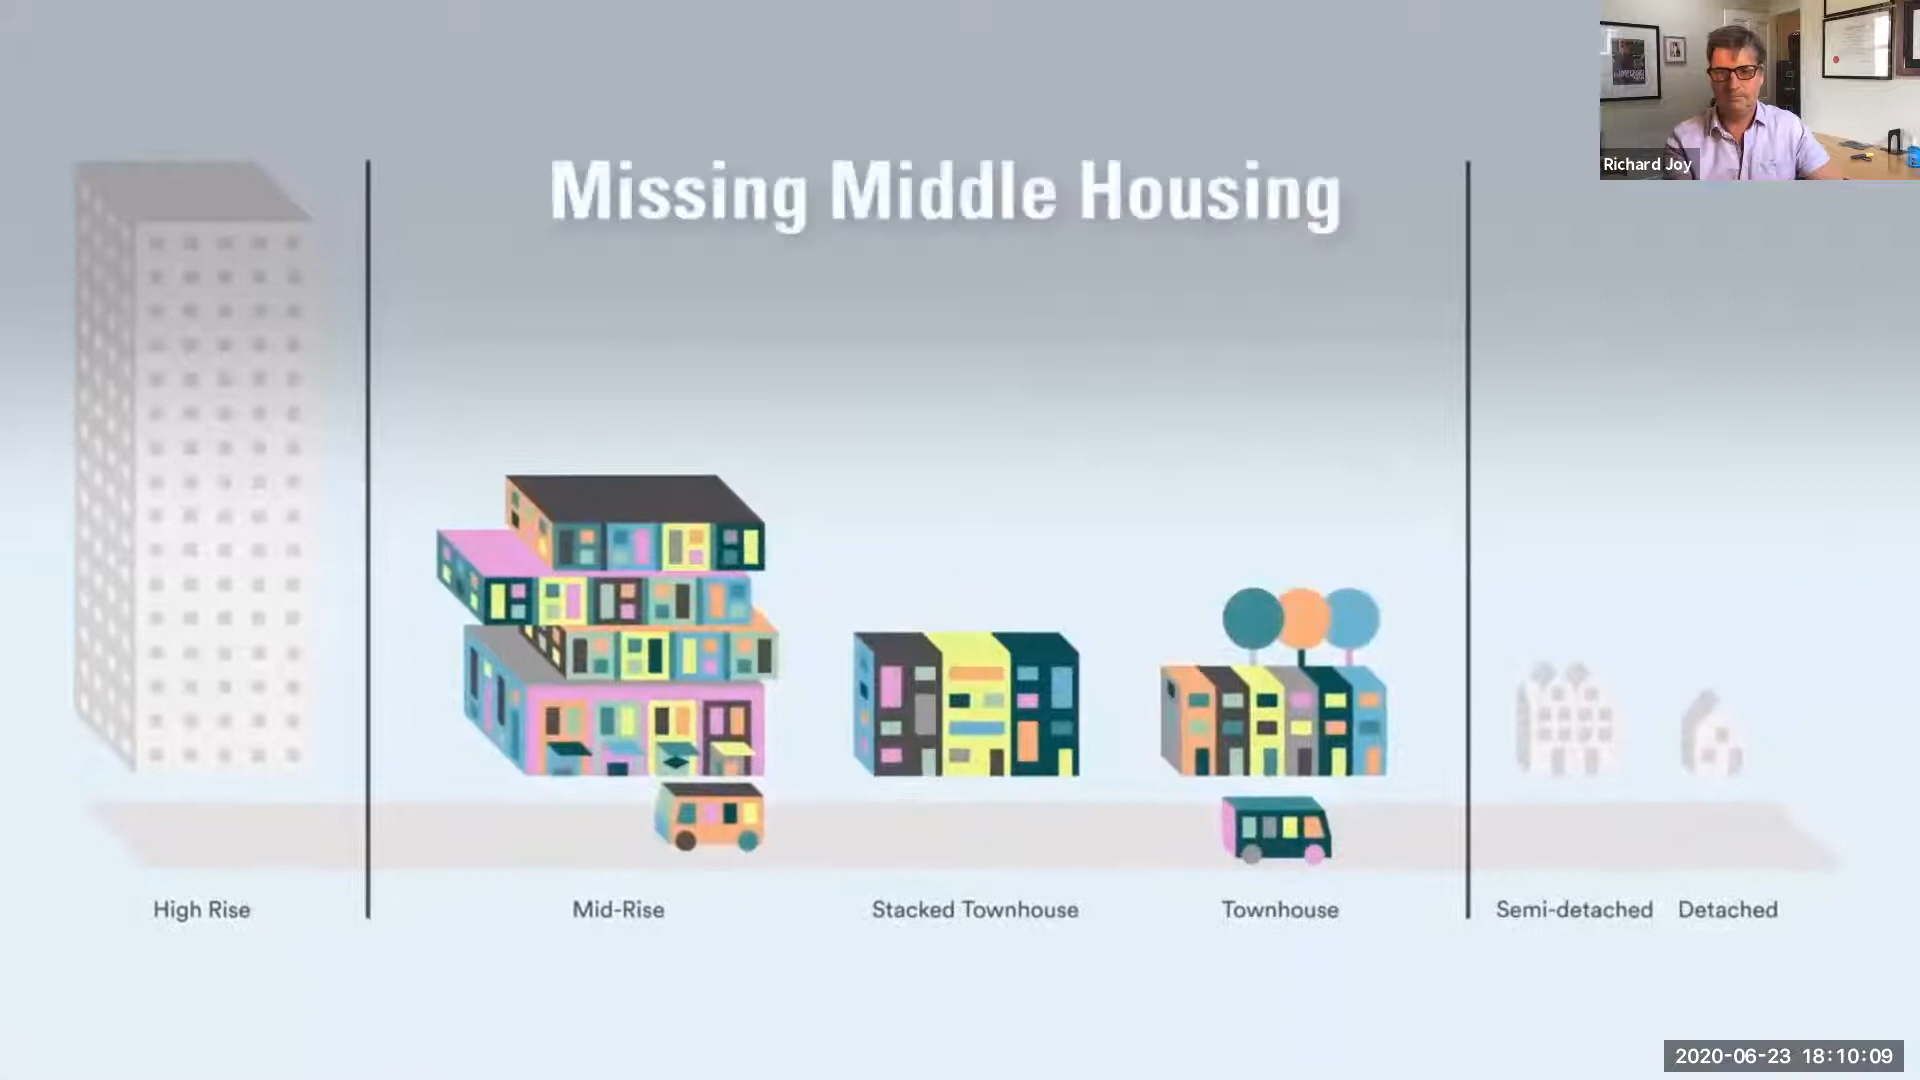 Missing Middle Housing
Richard Joy
High Rise
Mid-Rise
Stacked Townhouse
Townhouse
Semi-detached
Detached
2020-06-23 18:10:09